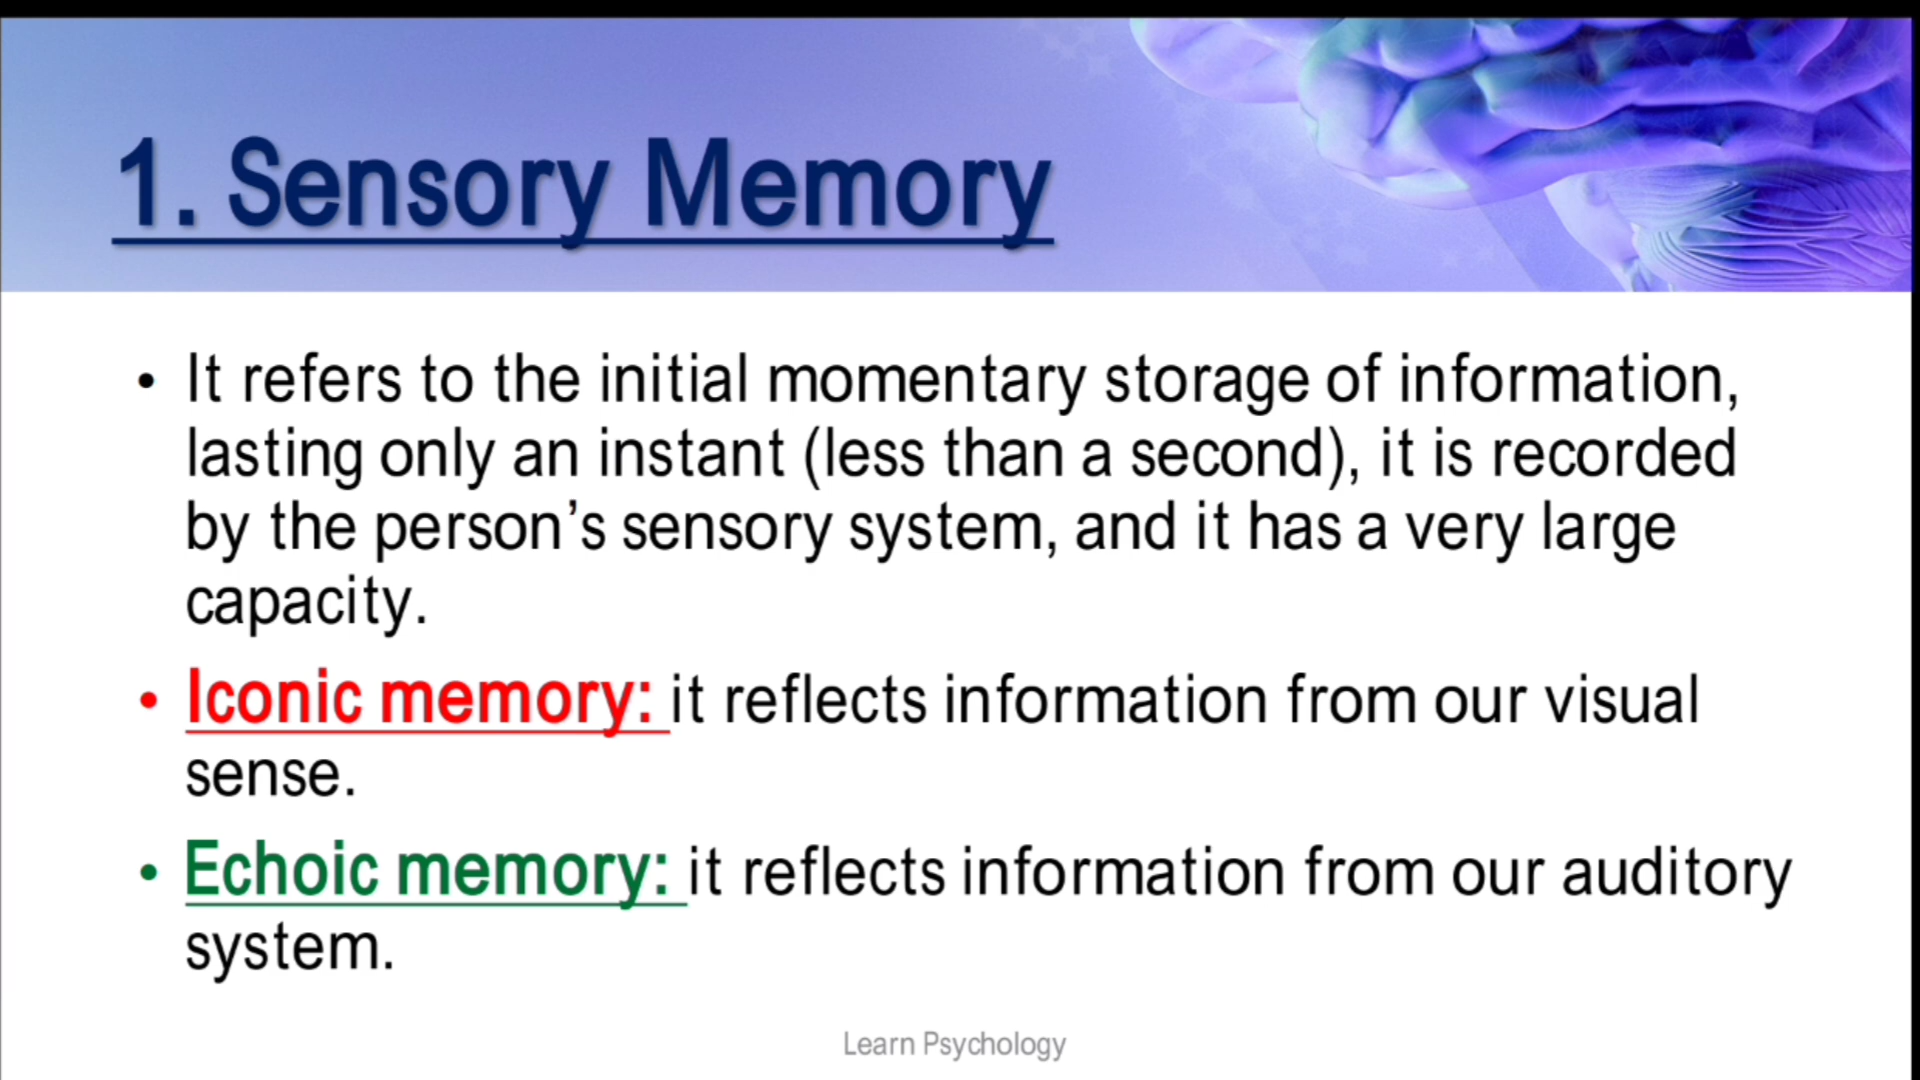 1. Sensory Memory
• It refers to the initial momentary storage of information,
lasting only an instant (less than a second), it is recorded
by the person’s sensory system, and it has a very large
capacity.
• Iconic memory: it reflects information from our visual
sense.
• Echoic memory: it reflects information from our auditory
system.
Learn Psychology